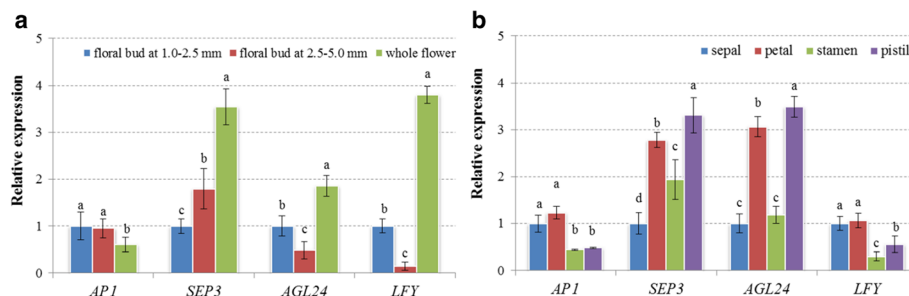 a
Relative expression
5
4
3
2
1
0
floral bud at 1.0-2.5 mm floral bud at 2.5-5.0 mm whole flower
a a b
c b a
b c a
b c a
AP1 SEP3 AGL24 LFY
b
Relative expression
5
4
3
2
1
0
sepal petal stamen pistil
a a b b
d b c a
c b c a
a a c b
AP1 SEP3 AGL24 LFY